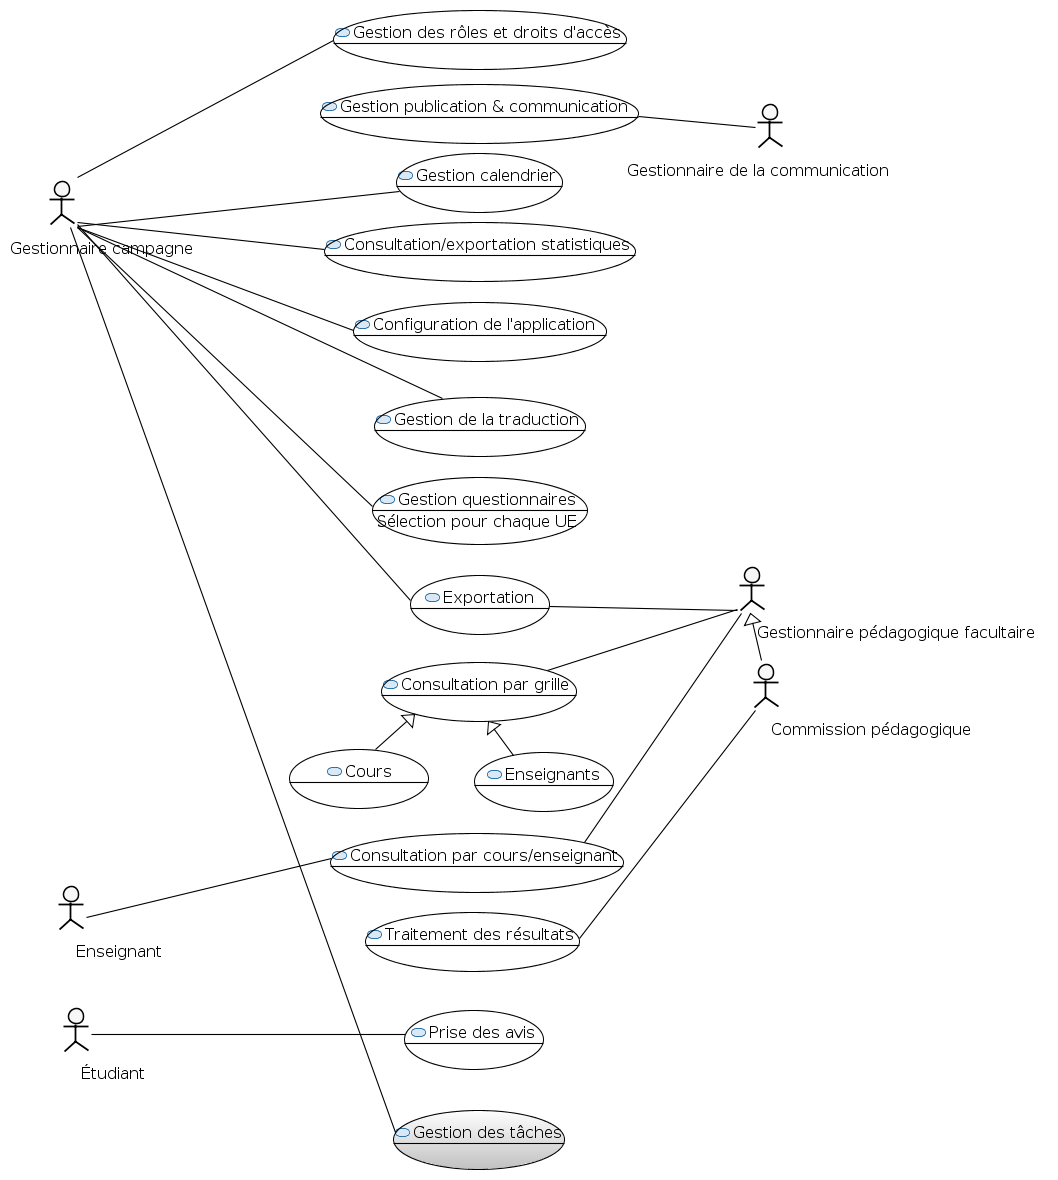 Gestion des rôles et droits d'accès
Gestion publication & communication
Gestionnaire de la communication
Gestion calendrier
Gestionnaire campagne
Consultation/exportation statistiques
Configuration de l'application
Gestion de la traduction
Gestion questionnaires
Sélection pour chaque UE
Exportation
Gestionnaire pédagogique facultaire
Consultation par grille
Commission pédagogique
Cours
Enseignants
Consultation par cours/enseignant
Traitement des résultats
Enseignant
Prise des avis
Étudiant
Gestion des tâches